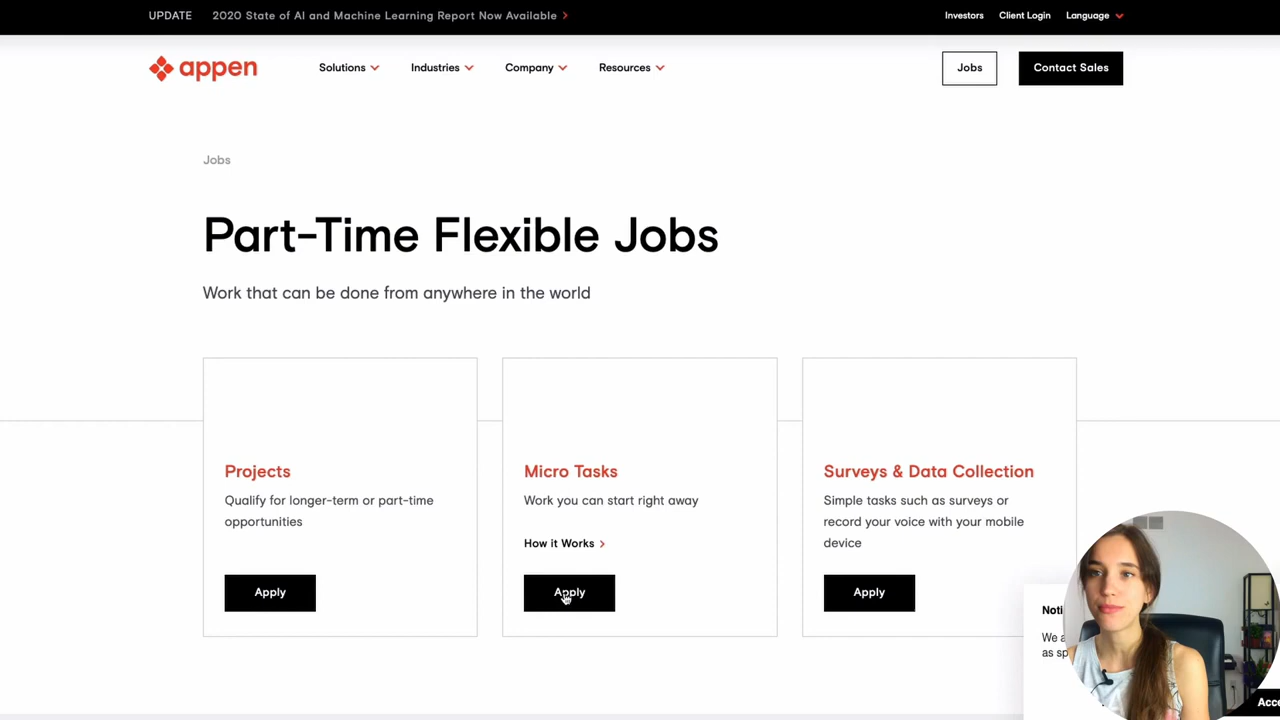 UPDATE 2020 State of AI and Machine Learning Report Now Available
Investors Client Login Language
appen Solutions Industries Company Resources Jobs Contact Sales
Jobs
Part-Time Flexible Jobs
Work that can be done from anywhere in the world
Projects
Qualify for longer-term or part-time
opportunities
Apply
Micro Tasks
Work you can start right away
How it Works
Apply
Surveys & Data Collection
Simple tasks such as surveys or
record your voice with your mobile
device
Apply
We
as